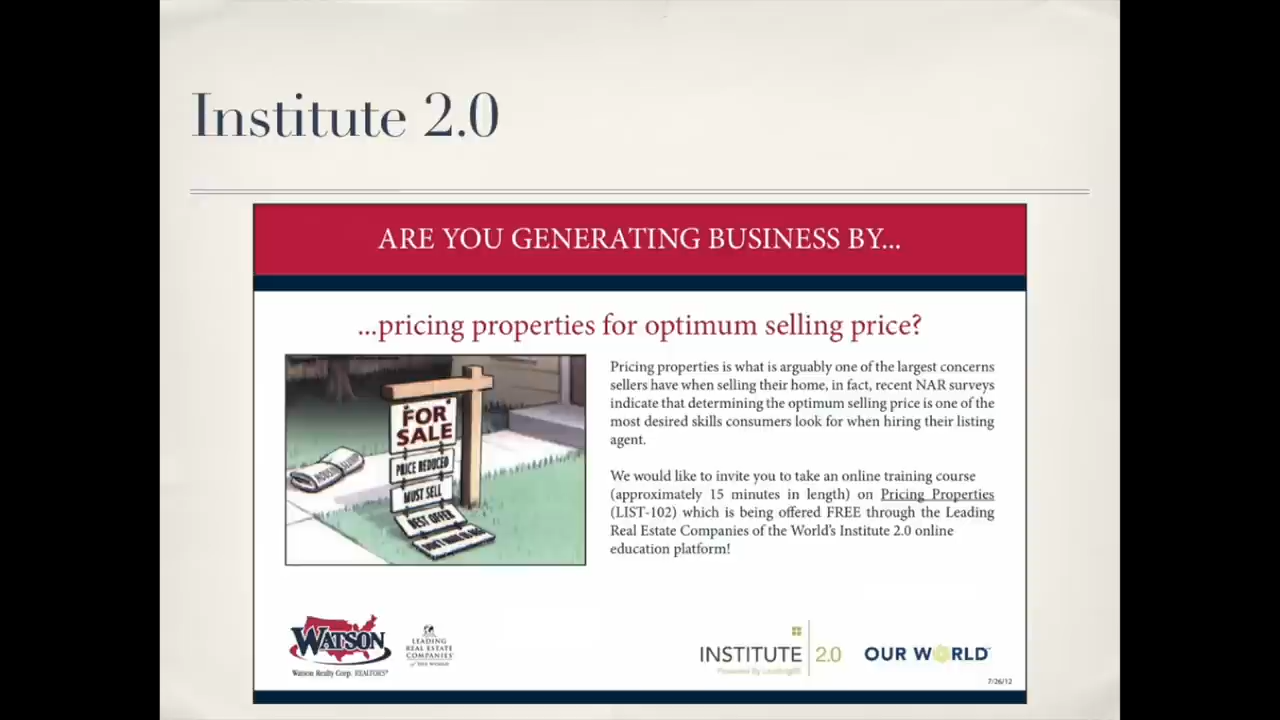 Institute 2.0
ARE YOU GENERATING BUSINESS BY...
...pricing properties for optimum selling price?
FOR
SALE
PRICE REDUCED
MUST SELL
BEST OFFER
Pricing properties is what is arguably one of the largest concerns
sellers have when selling their home, in fact, recent NAR surveys
indicate that determining the optimum selling price is one of the
most desired skills consumers look for when hiring their listing
agent.
We would like to invite you to take an online training course
(approximately 15 minutes in length) on Pricing Properties
(LIST-102) which is being offered FREE through the Leading
Real Estate Companies of the World's Institute 2.0 online
education platform!
WATSON
Watson Realty Corp. REALTORS®
LEADING
REAL ESTATE
COMPANIES
of THE WORLD
INSTITUTE 2.0
Powered By LeadingRE
OUR WORLD
7/26/12